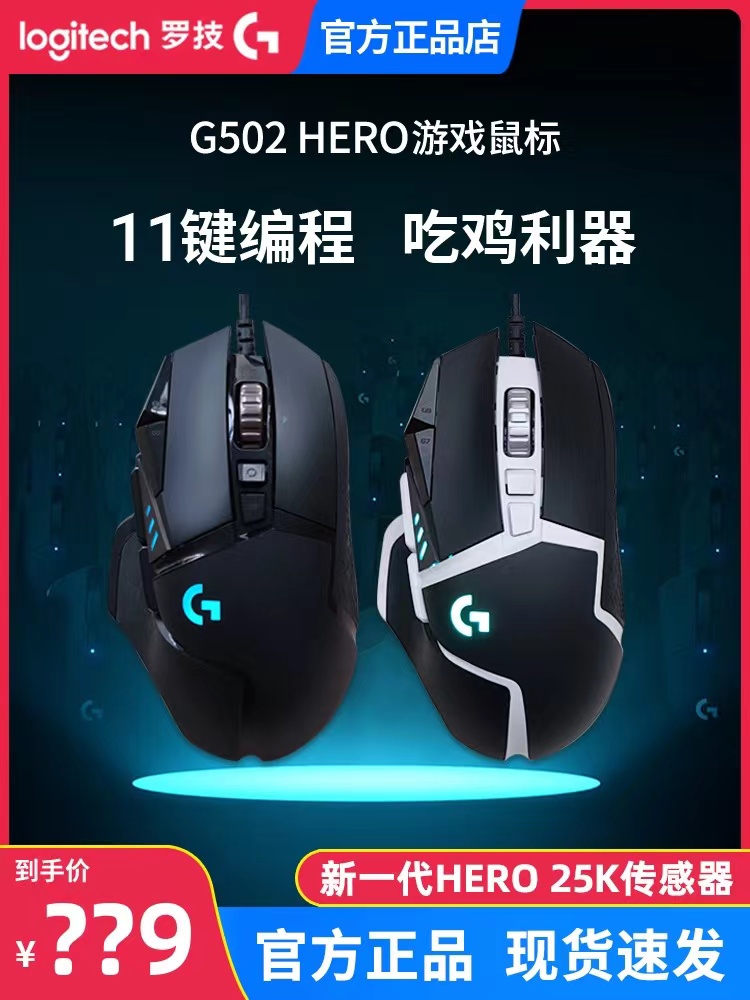 logitech 罗技 G
官方正品店
G502 HERO游戏鼠标
11键编程 吃鸡利器
G7
到手价
¥??9
新一代HERO 25K传感器
官方正品 现货速发